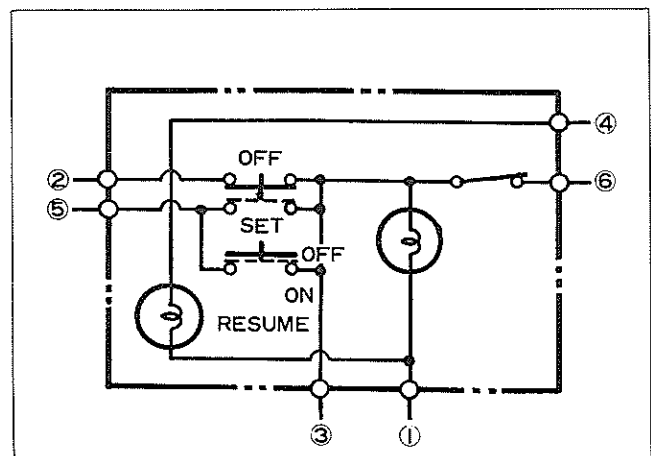 ④
OFF
②
⑥
⑤
SET
OFF
ON
RESUME
③
①